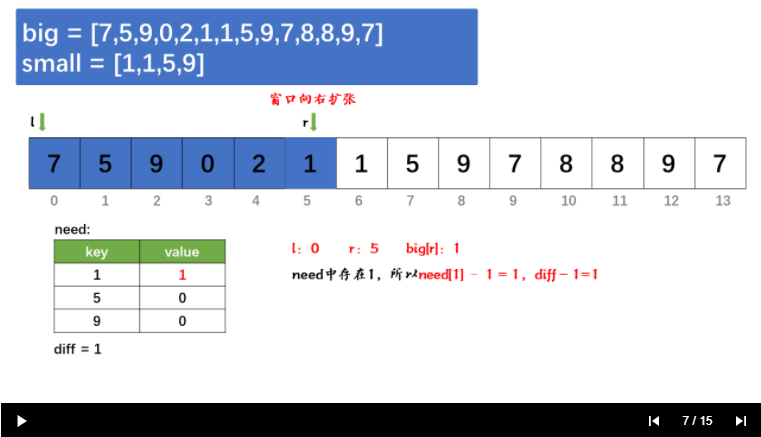 big = [7,5,9,0,2,1,1,5,9,7,8,8,9,7]
small = [1,1,5,9]
窗口向右扩张
l r
7 5 9 0 2 1 1 5 9 7 8 8 9 7
0 1 2 3 4 5 6 7 8 9 10 11 12 13
need:
key value
1 1
5 0
9 0
diff = 1
l: 0 r: 5 big[r]: 1
need中存在1，所以need[1] - 1 = 1，diff - 1=1
7 / 15